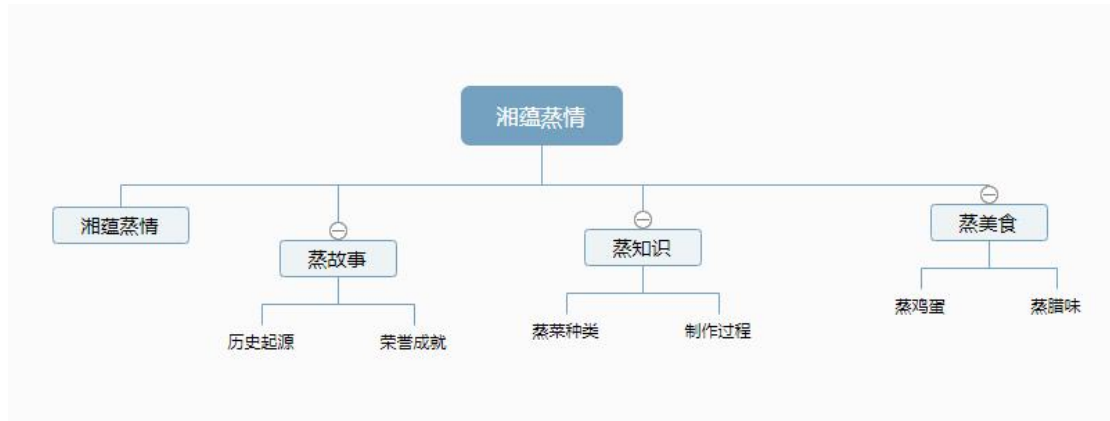 湘蕴蒸情
湘蕴蒸情
蒸故事
蒸知识
蒸美食
历史起源
荣誉成就
蒸菜种类
制作过程
蒸鸡蛋
蒸腊味